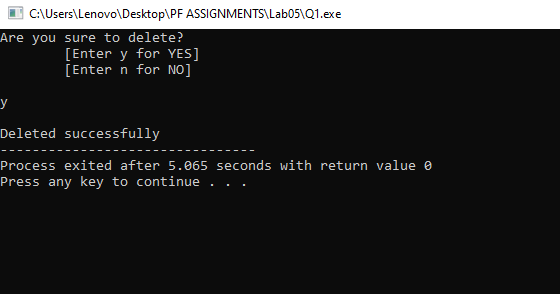 C:\Users\Lenovo\Desktop\PF ASSIGNMENTS\Lab05\Q1.exe
Are you sure to delete?
        [Enter y for YES]
        [Enter n for NO]
y
Deleted successfully
--------------------------------
Process exited after 5.065 seconds with return value 0
Press any key to continue . . .